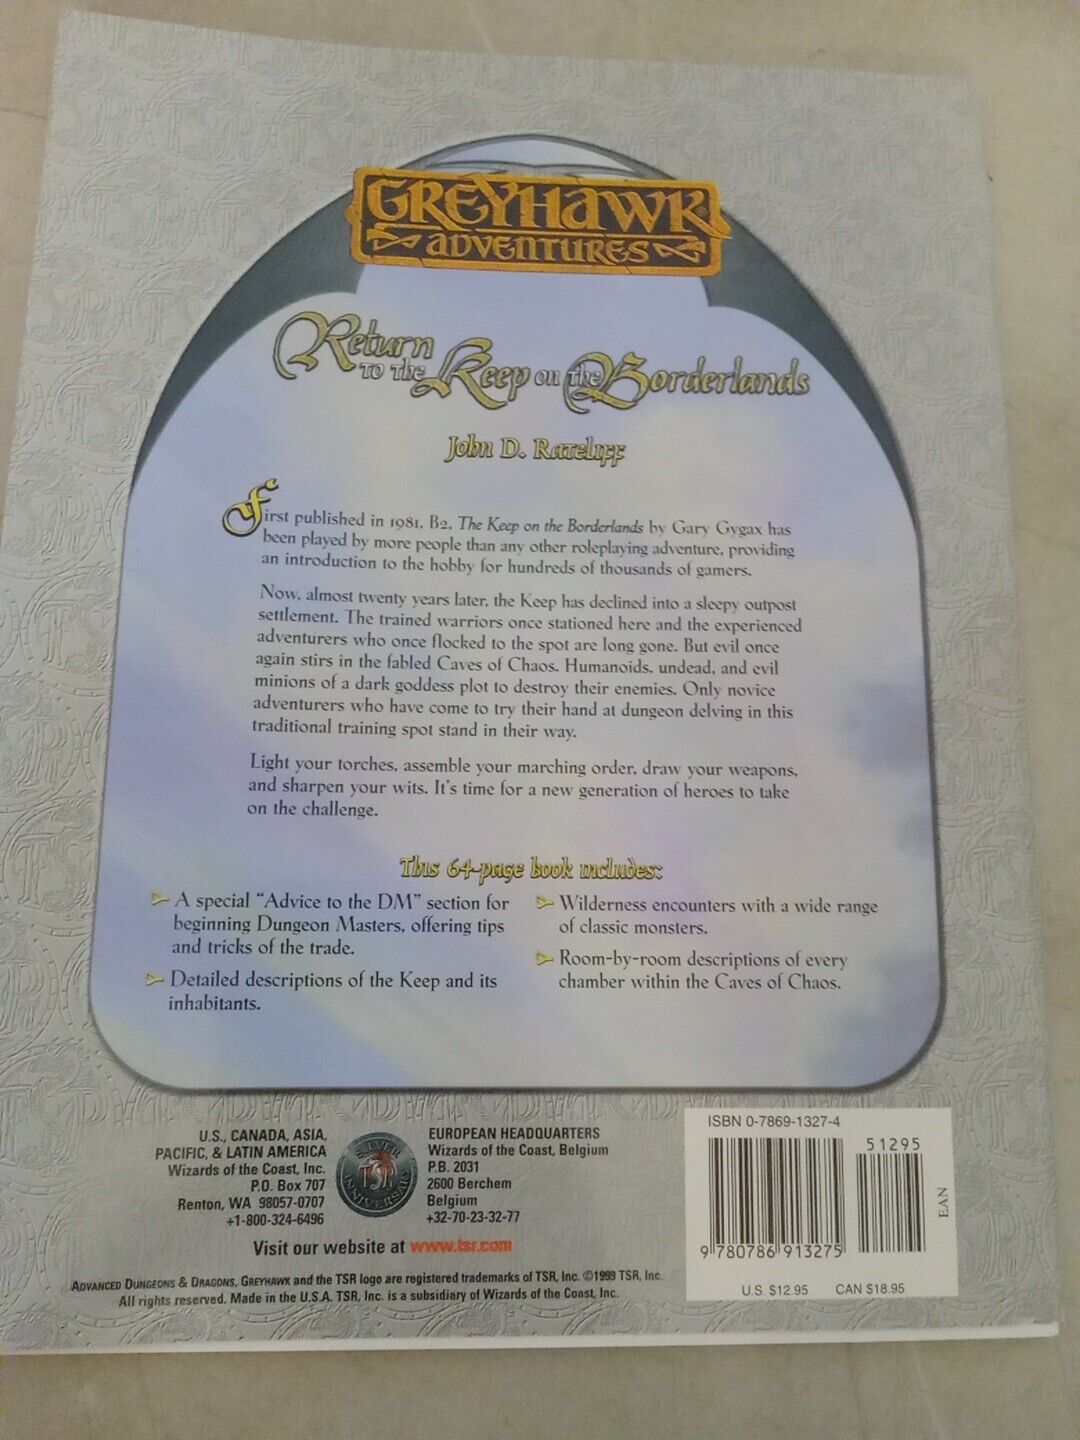 GREYHAWK
ADVENTURES
Return
to the Keep on the Borderlands
John D. Rateliff
First published in 1981, B2, The Keep on the Borderlands by Gary Gygax has
been played by more people than any other roleplaying adventure, providing
an introduction to the hobby for hundreds of thousands of gamers.
Now, almost twenty years later, the Keep has declined into a sleepy outpost
settlement. The trained warriors once stationed here and the experienced
adventurers who once flocked to the spot are long gone. But evil once
again stirs in the fabled Caves of Chaos. Humanoids, undead, and evil
minions of a dark goddess plot to destroy their enemies. Only novice
adventurers who have come to try their hand at dungeon delving in this
traditional training spot stand in their way.
Light your torches, assemble your marching order, draw your weapons,
and sharpen your wits. It's time for a new generation of heroes to take
on the challenge.
This 64-page book includes:
A special "Advice to the DM" section for
beginning Dungeon Masters, offering tips
and tricks of the trade.
Detailed descriptions of the Keep and its
inhabitants.
Wilderness encounters with a wide range
of classic monsters.
Room-by-room descriptions of every
chamber within the Caves of Chaos.
U.S., CANADA, ASIA,
PACIFIC, & LATIN AMERICA
Wizards of the Coast, Inc.
P.O. Box 707
Renton, WA 98057-0707
+1-800-324-6496
SILVER
TSR
ANNIVERSARY
EUROPEAN HEADQUARTERS
Wizards of the Coast, Belgium
P.B. 2031
2600 Berchem
Belgium
+32-70-23-32-77
Visit our website at www.tsr.com
ADVANCED DUNGEONS & DRAGONS, GREYHAWK and the TSR logo are registered trademarks of TSR, Inc. ©1999 TSR, Inc.
All rights reserved. Made in the U.S.A. TSR, Inc. is a subsidiary of Wizards of the Coast, Inc.
ISBN 0-7869-1327-4
51295
EAN
9 780786 913275
U.S. $12.95 CAN $18.95